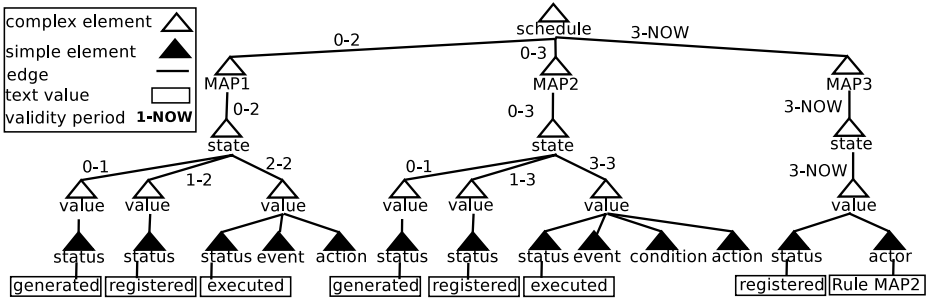 complex element
simple element
edge
text value
validity period 1-NOW
schedule
0-2 0-3 3-NOW
MAP1 MAP2 MAP3
0-2 0-3 3-NOW
state state state
0-1 1-2 2-2 0-1 1-3 3-3 3-NOW
value value value value value value value
status status status event action status status status event condition action status actor
generated registered executed generated registered executed registered Rule MAP2